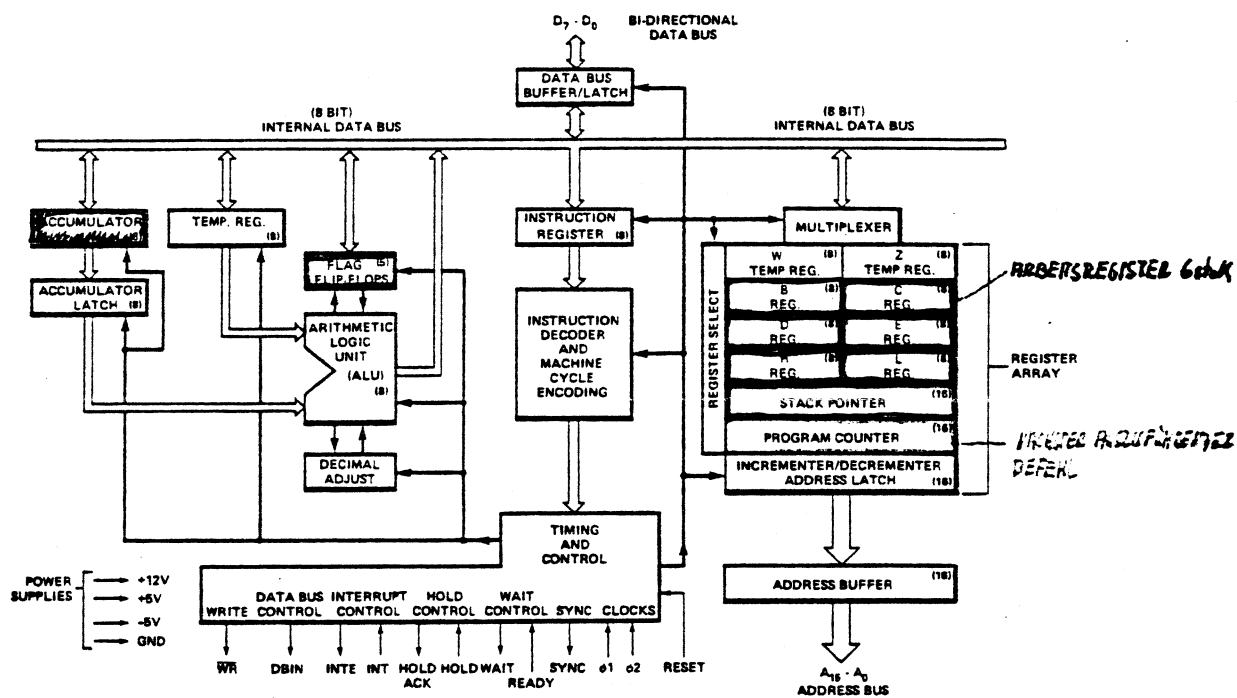 D7 - D0
BI-DIRECTIONAL
DATA BUS
DATA BUS
BUFFER/LATCH
(8 BIT)
INTERNAL DATA BUS
(8 BIT)
INTERNAL DATA BUS
ACCUMULATOR
TEMP. REG.
(8)
INSTRUCTION
REGISTER (8)
MULTIPLEXER
ACCUMULATOR
LATCH (8)
FLAG (5)
FLIP-FLOPS
ARITHMETIC
LOGIC
UNIT
(ALU)
(8)
DECIMAL
ADJUST
INSTRUCTION
DECODER
AND
MACHINE
CYCLE
ENCODING
REGISTER SELECT
W (8)
TEMP REG.
Z (8)
TEMP REG.
B (8)
REG.
C (8)
REG.
D (8)
REG.
E (8)
REG.
H (8)
REG.
L (8)
REG.
STACK POINTER (16)
PROGRAM COUNTER (16)
INCREMENTER/DECREMENTER
ADDRESS LATCH (16)
ARBEITSREGISTER 6 stck
REGISTER
ARRAY
BEFEHL
TIMING
AND
CONTROL
ADDRESS BUFFER (16)
POWER
SUPPLIES
+12V
+5V
-5V
GND
WRITE
DATA BUS
CONTROL
INTERRUPT
CONTROL
HOLD
CONTROL
WAIT
CONTROL
SYNC
CLOCKS
WR
DBIN
INTE
INT
HOLD
ACK
HOLD
WAIT
READY
SYNC
ø1
ø2
RESET
A15 - A0
ADDRESS BUS